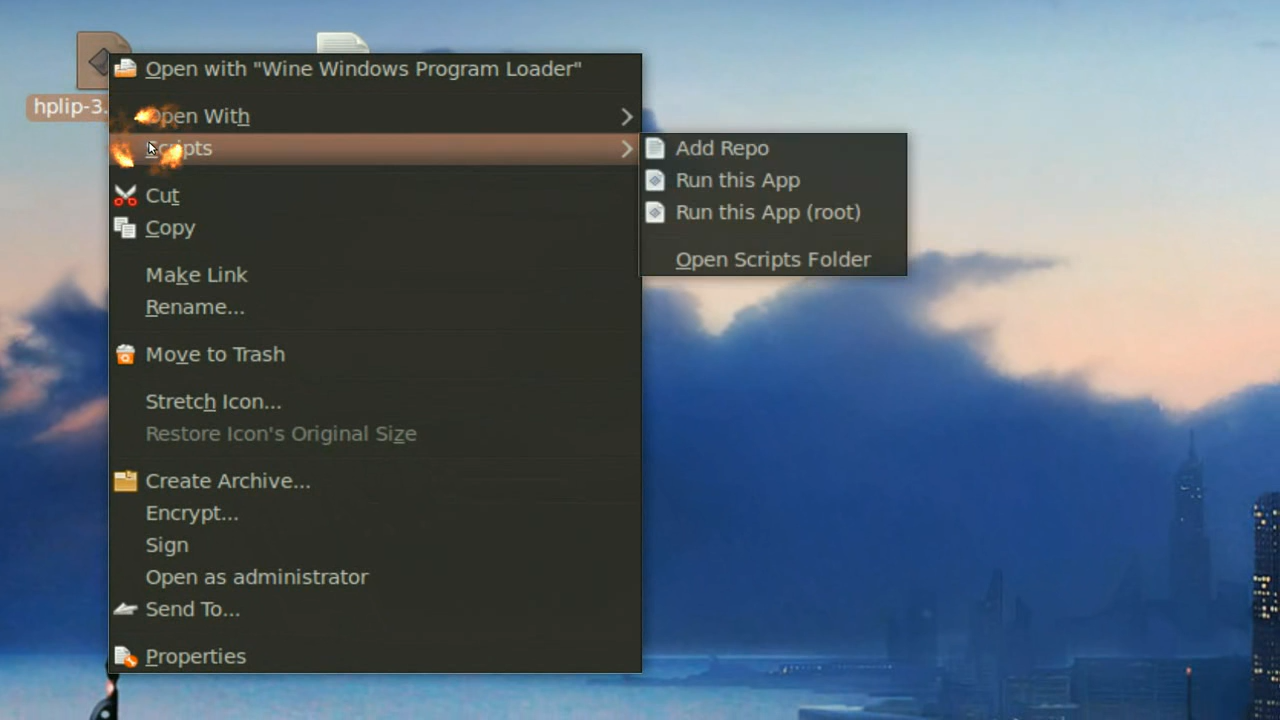 Open with "Wine Windows Program Loader"
hplip-3.
Open With
Scripts
Add Repo
Run this App
Run this App (root)
Open Scripts Folder
Cut
Copy
Make Link
Rename...
Move to Trash
Stretch Icon...
Restore Icon's Original Size
Create Archive...
Encrypt...
Sign
Open as administrator
Send To...
Properties